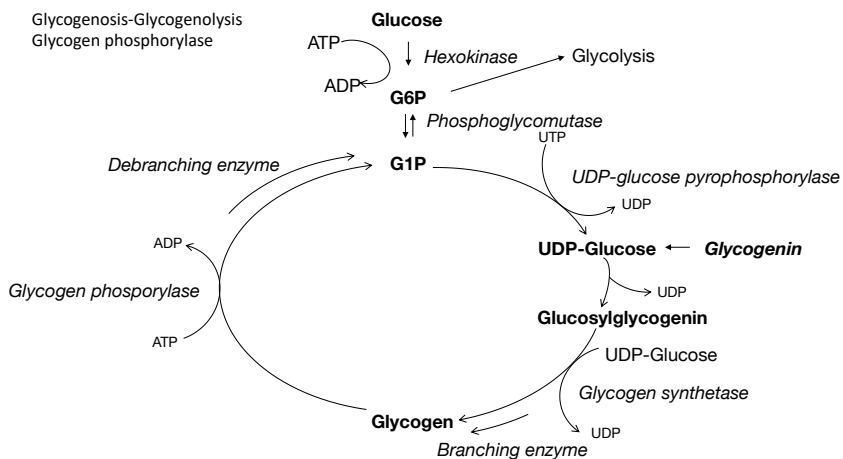 Glycogenosis-Glycogenolysis
Glycogen phosphorylase
Glucose
ATP
Hexokinase
Glycolysis
ADP
G6P
Phosphoglycomutase
UTP
Debranching enzyme
G1P
UDP-glucose pyrophosphorylase
UDP
ADP
UDP-Glucose
Glycogenin
Glycogen phosporylase
UDP
Glucosylglycogenin
ATP
UDP-Glucose
Glycogen synthetase
Glycogen
UDP
Branching enzyme